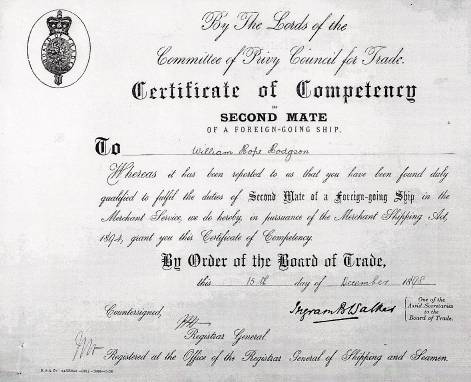 By The Lords of the
Committee of Privy Council for Trade.
Certificate of Competency
AS
SECOND MATE
OF A FOREIGN-GOING SHIP.
To William Hope Hodgson
Whereas it has been reported to us that you have been found duly
qualified to fulfil the duties of Second Mate of a Foreign-going Ship in the
Merchant Service, we do hereby, in pursuance of the Merchant Shipping Act,
1894, grant you this Certificate of Competency.
By Order of the Board of Trade,
this 15th day of December 1898
Countersigned,
Registrar General.
One of the
Asst. Secretaries
to the
Board of Trade.
Registered at the Office of the Registrar General of Shipping and Seamen.